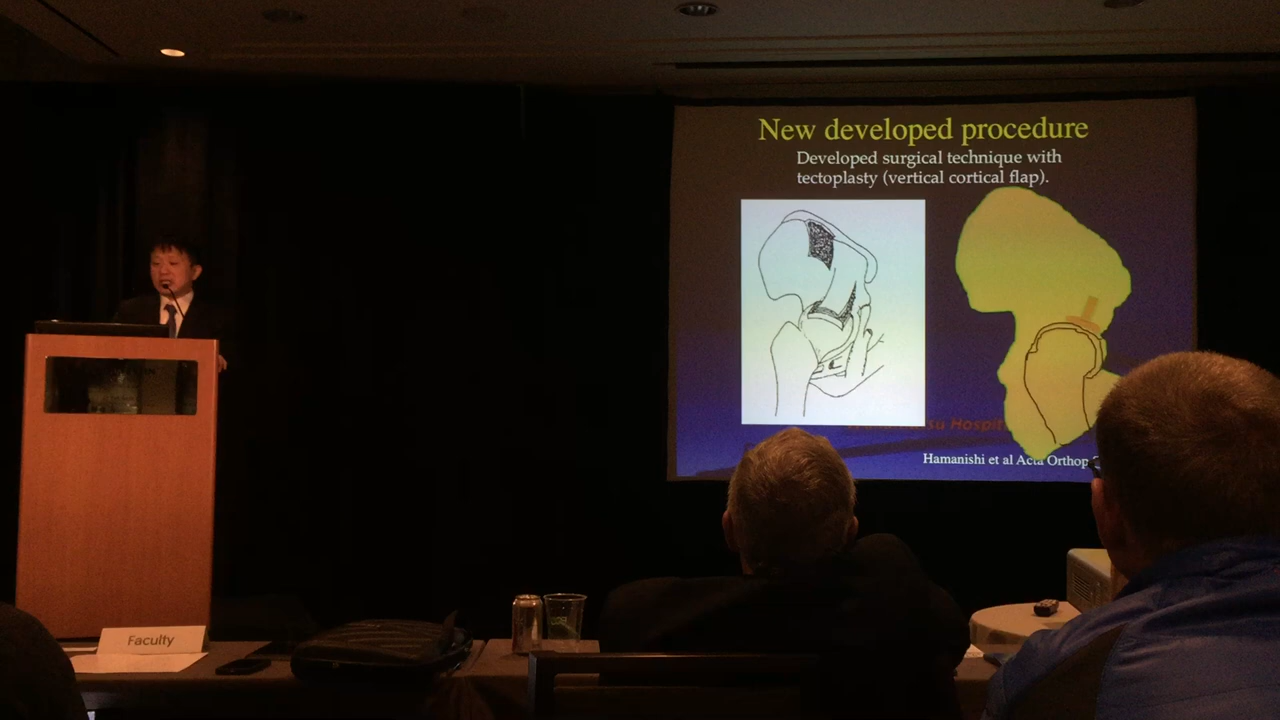 New developed procedure
Developed surgical technique with
tectoplasty (vertical cortical flap).
Hamanishi et al Acta Orthop
Faculty